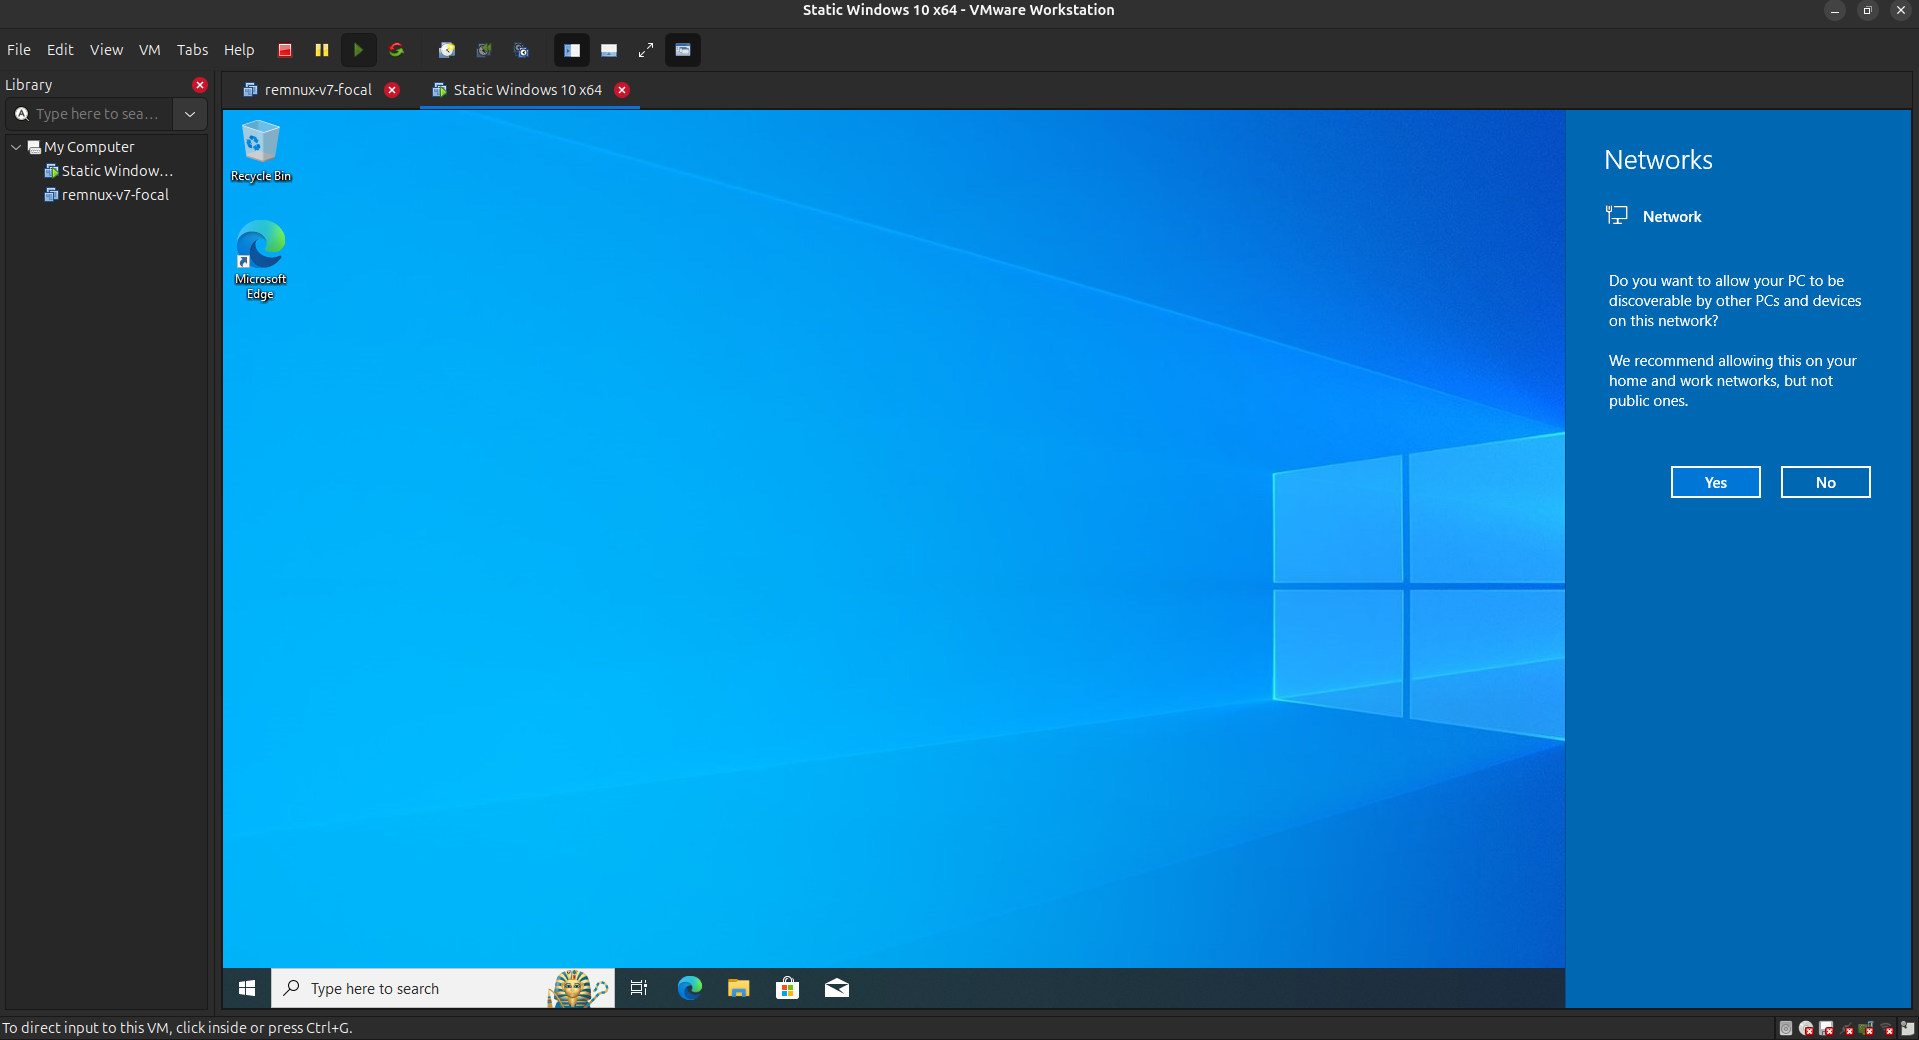 Static Windows 10 x64 - VMware Workstation
File Edit View VM Tabs Help
Library
Type here to sea...
My Computer
Static Window...
remnux-v7-focal
remnux-v7-focal
Static Windows 10 x64
Recycle Bin
Microsoft
Edge
Networks
Network
Do you want to allow your PC to be
discoverable by other PCs and devices
on this network?
We recommend allowing this on your
home and work networks, but not
public ones.
Yes
No
Type here to search
To direct input to this VM, click inside or press Ctrl+G.